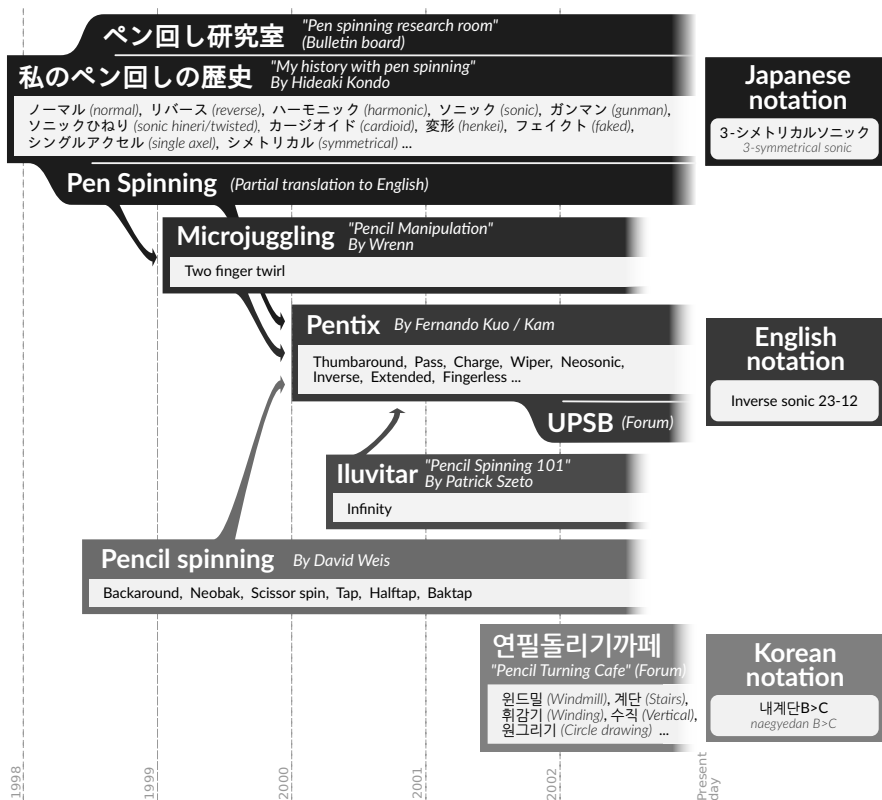 ペン回し研究室
"Pen spinning research room"
(Bulletin board)
私のペン回しの歴史
"My history with pen spinning"
By Hideaki Kondo
ノーマル (normal), リバース (reverse), ハーモニック (harmonic), ソニック (sonic), ガンマン (gunman),
ソニックひねり (sonic hineri/twisted), カージオイド (cardioid), 変形 (henkei), フェイクト (faked),
シングルアクセル (single axel), シメトリカル (symmetrical) ...
Japanese
notation
3-シメトリカルソニック
3-symmetrical sonic
Pen Spinning (Partial translation to English)
Microjuggling
"Pencil Manipulation"
By Wrenn
Two finger twirl
Pentix By Fernando Kuo / Kam
Thumbaround, Pass, Charge, Wiper, Neosonic,
Inverse, Extended, Fingerless ...
English
notation
Inverse sonic 23-12
UPSB (Forum)
Iluvitar
"Pencil Spinning 101"
By Patrick Szeto
Infinity
Pencil spinning By David Weis
Backaround, Neobak, Scissor spin, Tap, Halftap, Baktap
연필돌리기까페
"Pencil Turning Cafe" (Forum)
윈드밀 (Windmill), 계단 (Stairs),
휘감기 (Winding), 수직 (Vertical),
원그리기 (Circle drawing) ...
Korean
notation
내계단B>C
naegyedan B>C
1998
1999
2000
2001
2002
Present
day